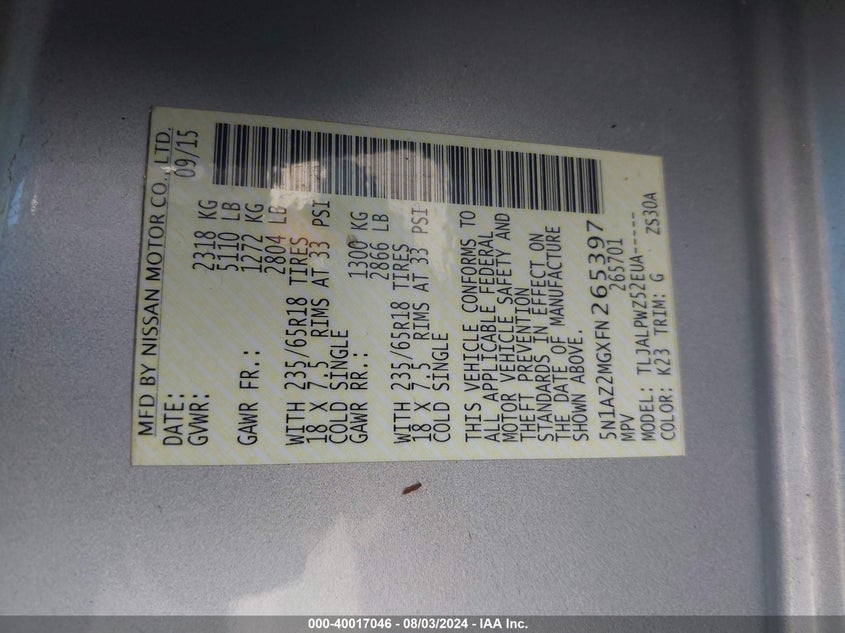 MFD BY NISSAN MOTOR CO., LTD.
DATE: 09/15
GVWR: 2318 KG
5110 LB
GAWR FR.: 1272 KG
2804 LB
WITH 235/65R18 TIRES
18 X 7.5 RIMS AT 33 PSI
COLD SINGLE
GAWR RR.: 1300 KG
2866 LB
WITH 235/65R18 TIRES
18 X 7.5 RIMS AT 33 PSI
COLD SINGLE
THIS VEHICLE CONFORMS TO
ALL APPLICABLE FEDERAL
MOTOR VEHICLE SAFETY AND
THEFT PREVENTION
STANDARDS IN EFFECT ON
THE DATE OF MANUFACTURE
SHOWN ABOVE.
5N1AZ2MGXFN265397
MPV 265701
MODEL: TLJALPWZ52EUA-----
COLOR: K23 TRIM: G ZS30A
000-40017046 - 08/03/2024 - IAA Inc.